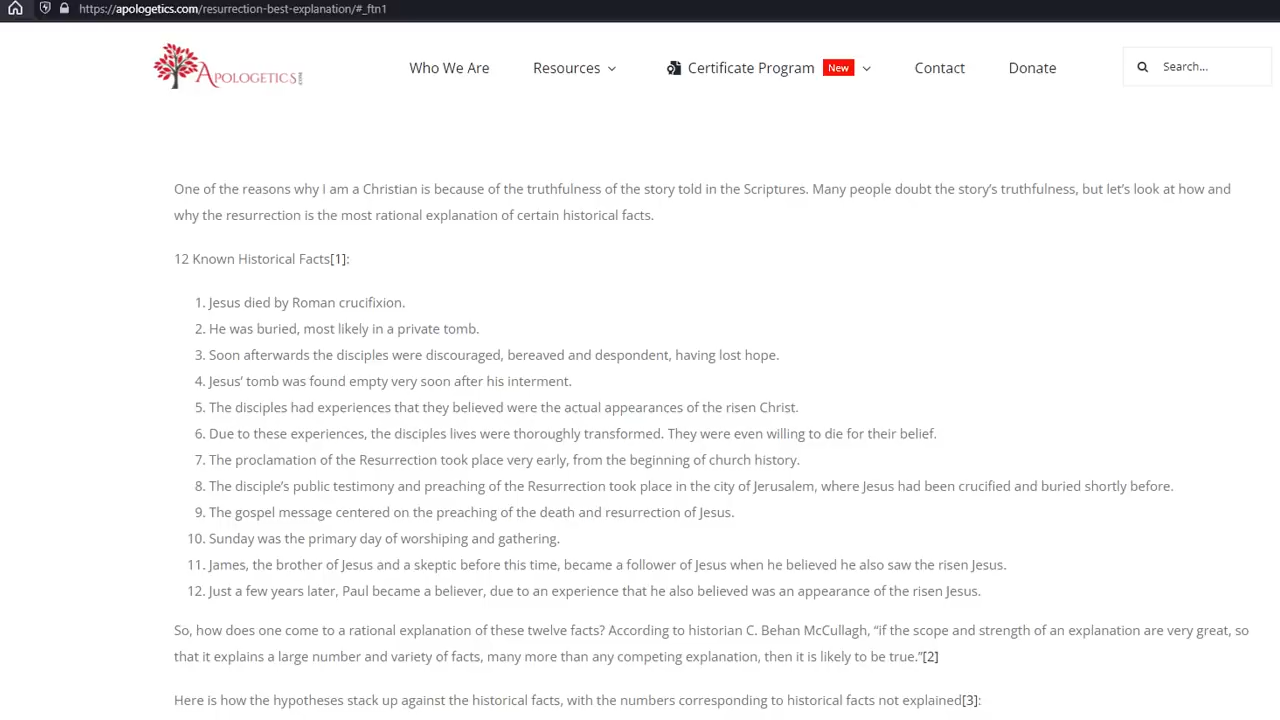 https://apologetics.com/resurrection-best-explanation/#_ftn1
APOLOGETICS.COM
Who We Are
Resources
Certificate Program New
Contact
Donate
Search...
One of the reasons why I am a Christian is because of the truthfulness of the story told in the Scriptures. Many people doubt the story’s truthfulness, but let’s look at how and
why the resurrection is the most rational explanation of certain historical facts.
12 Known Historical Facts[1]:
1. Jesus died by Roman crucifixion.
2. He was buried, most likely in a private tomb.
3. Soon afterwards the disciples were discouraged, bereaved and despondent, having lost hope.
4. Jesus’ tomb was found empty very soon after his interment.
5. The disciples had experiences that they believed were the actual appearances of the risen Christ.
6. Due to these experiences, the disciples lives were thoroughly transformed. They were even willing to die for their belief.
7. The proclamation of the Resurrection took place very early, from the beginning of church history.
8. The disciple’s public testimony and preaching of the Resurrection took place in the city of Jerusalem, where Jesus had been crucified and buried shortly before.
9. The gospel message centered on the preaching of the death and resurrection of Jesus.
10. Sunday was the primary day of worshiping and gathering.
11. James, the brother of Jesus and a skeptic before this time, became a follower of Jesus when he believed he also saw the risen Jesus.
12. Just a few years later, Paul became a believer, due to an experience that he also believed was an appearance of the risen Jesus.
So, how does one come to a rational explanation of these twelve facts? According to historian C. Behan McCullagh, “if the scope and strength of an explanation are very great, so
that it explains a large number and variety of facts, many more than any competing explanation, then it is likely to be true.”[2]
Here is how the hypotheses stack up against the historical facts, with the numbers corresponding to historical facts not explained[3]: